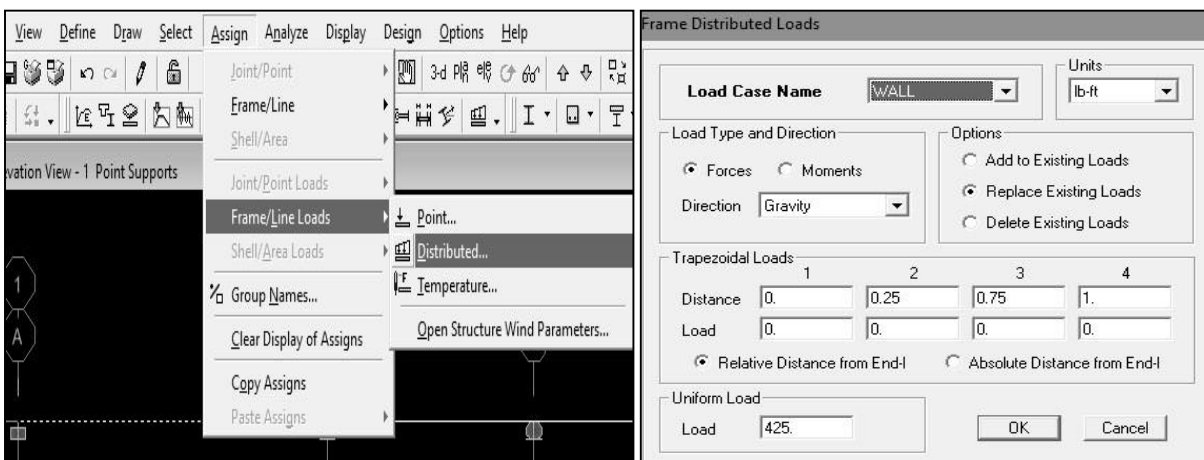 View Define Draw Select Assign Analyze Display Design Options Help
3-d
Elevation View - 1 Point Supports
1
A
Joint/Point
Frame/Line
Shell/Area
Joint/Point Loads
Frame/Line Loads
Shell/Area Loads
Group Names...
Clear Display of Assigns
Copy Assigns
Paste Assigns
Point...
Distributed...
Temperature...
Open Structure Wind Parameters...
Frame Distributed Loads
Load Case Name WALL
Units
lb-ft
Load Type and Direction
Forces Moments
Direction Gravity
Options
Add to Existing Loads
Replace Existing Loads
Delete Existing Loads
Trapezoidal Loads
1 2 3 4
Distance 0. 0.25 0.75 1.
Load 0. 0. 0. 0.
Relative Distance from End-I Absolute Distance from End-I
Uniform Load
Load 425.
OK Cancel